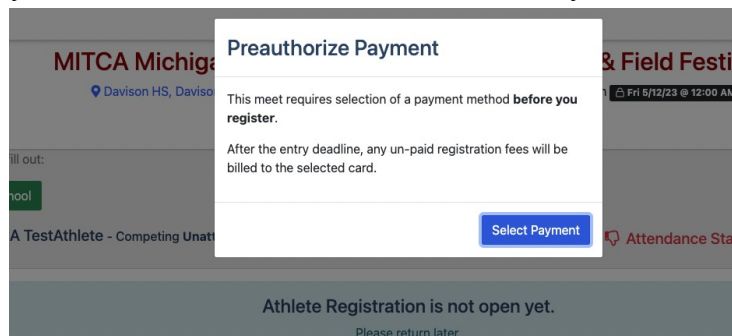 Preauthorize Payment
MITCA Michiga
& Field Festi
Davison HS, Daviso
Fri 5/12/23 @ 12:00 AM
This meet requires selection of a payment method before you
register.
After the entry deadline, any un-paid registration fees will be
billed to the selected card.
ill out:
hool
Select Payment
A TestAthlete - Competing Unatt
Attendance Sta
Athlete Registration is not open yet.
Please return later